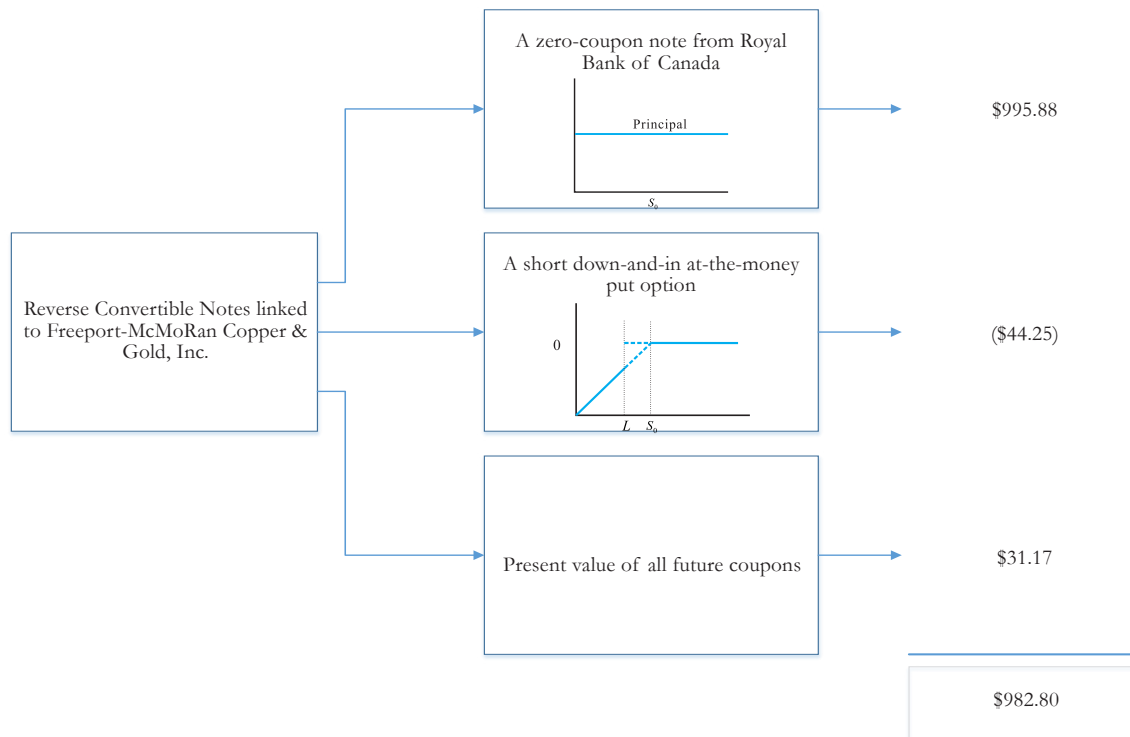 A zero-coupon note from Royal
Bank of Canada
Principal
S₀
$995.88
Reverse Convertible Notes linked
to Freeport-McMoRan Copper &
Gold, Inc.
A short down-and-in at-the-money
put option
0
L S₀
($44.25)
Present value of all future coupons
$31.17
$982.80